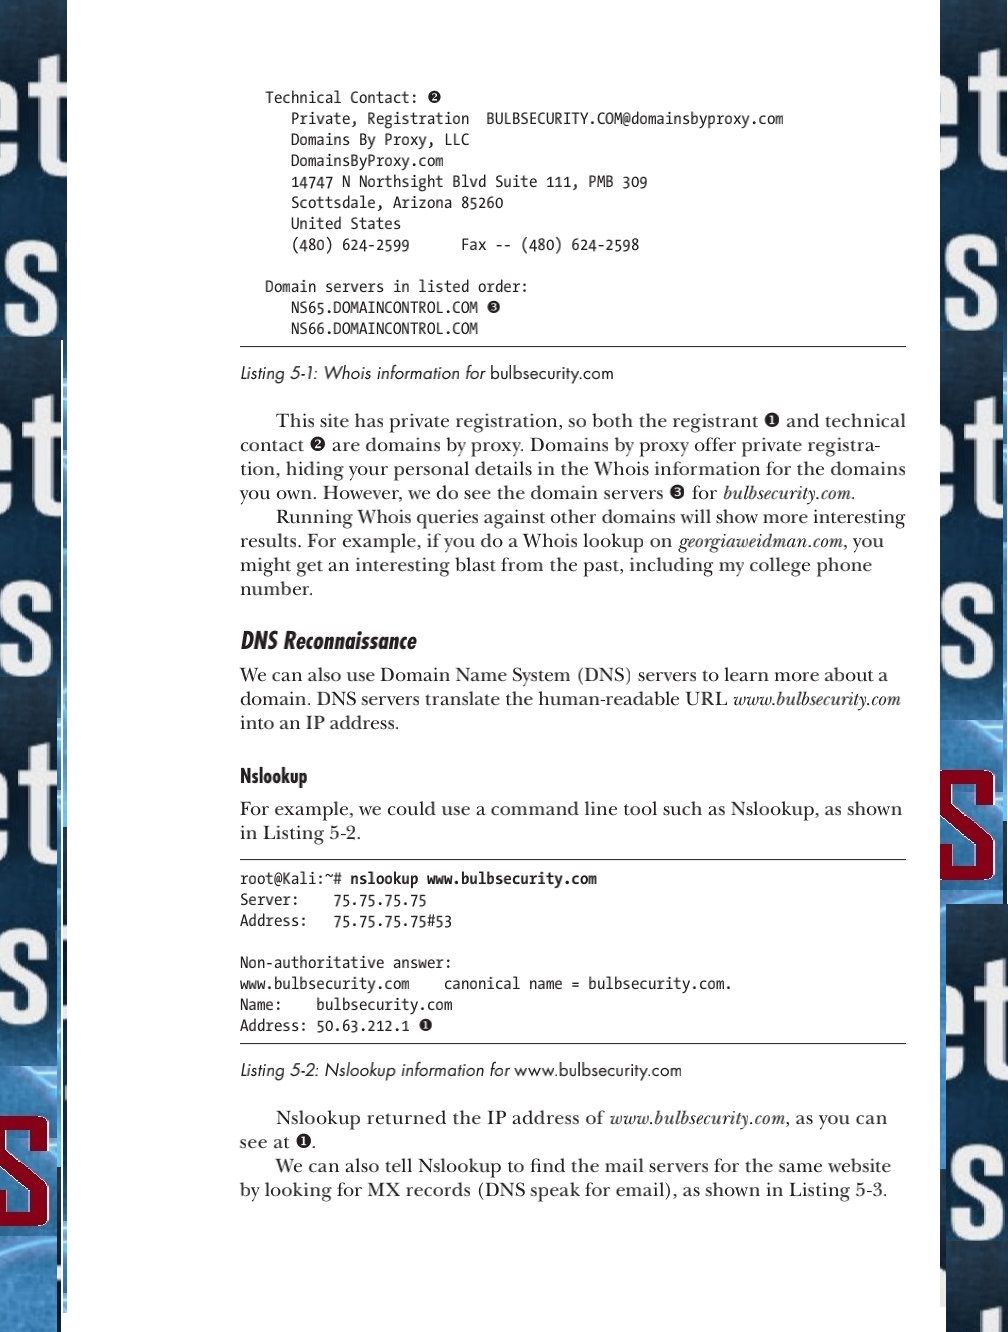 Technical Contact: ❷
Private, Registration BULBSECURITY.COM@domainsbyproxy.com
Domains By Proxy, LLC
DomainsByProxy.com
14747 N Northsight Blvd Suite 111, PMB 309
Scottsdale, Arizona 85260
United States
(480) 624-2599 Fax -- (480) 624-2598
Domain servers in listed order:
NS65.DOMAINCONTROL.COM ❸
NS66.DOMAINCONTROL.COM
Listing 5-1: Whois information for bulbsecurity.com
This site has private registration, so both the registrant ❶ and technical
contact ❷ are domains by proxy. Domains by proxy offer private registra-
tion, hiding your personal details in the Whois information for the domains
you own. However, we do see the domain servers ❸ for bulbsecurity.com.
Running Whois queries against other domains will show more interesting
results. For example, if you do a Whois lookup on georgiaweidman.com, you
might get an interesting blast from the past, including my college phone
number.
DNS Reconnaissance
We can also use Domain Name System (DNS) servers to learn more about a
domain. DNS servers translate the human-readable URL www.bulbsecurity.com
into an IP address.
Nslookup
For example, we could use a command line tool such as Nslookup, as shown
in Listing 5-2.
root@Kali:~# nslookup www.bulbsecurity.com
Server: 75.75.75.75
Address: 75.75.75.75#53
Non-authoritative answer:
www.bulbsecurity.com canonical name = bulbsecurity.com.
Name: bulbsecurity.com
Address: 50.63.212.1 ❶
Listing 5-2: Nslookup information for www.bulbsecurity.com
Nslookup returned the IP address of www.bulbsecurity.com, as you can
see at ❶.
We can also tell Nslookup to find the mail servers for the same website
by looking for MX records (DNS speak for email), as shown in Listing 5-3.